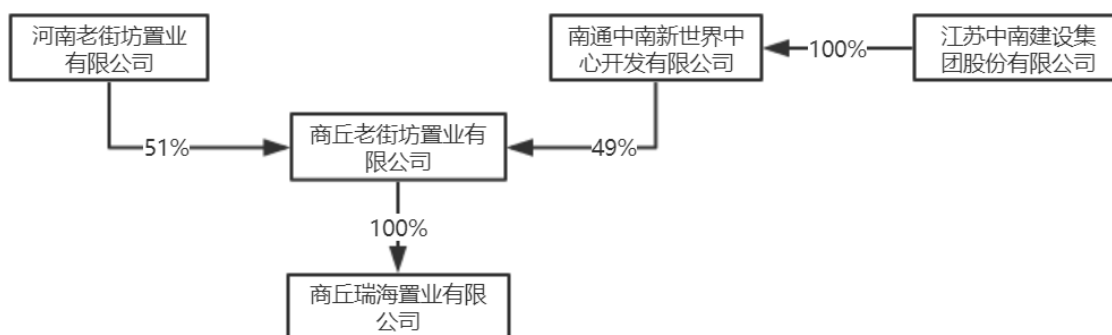 河南老街坊置业
有限公司
南通中南新世界中
心开发有限公司
100%
江苏中南建设集
团股份有限公司
51%
商丘老街坊置业有
限公司
49%
100%
商丘瑞海置业有限
公司